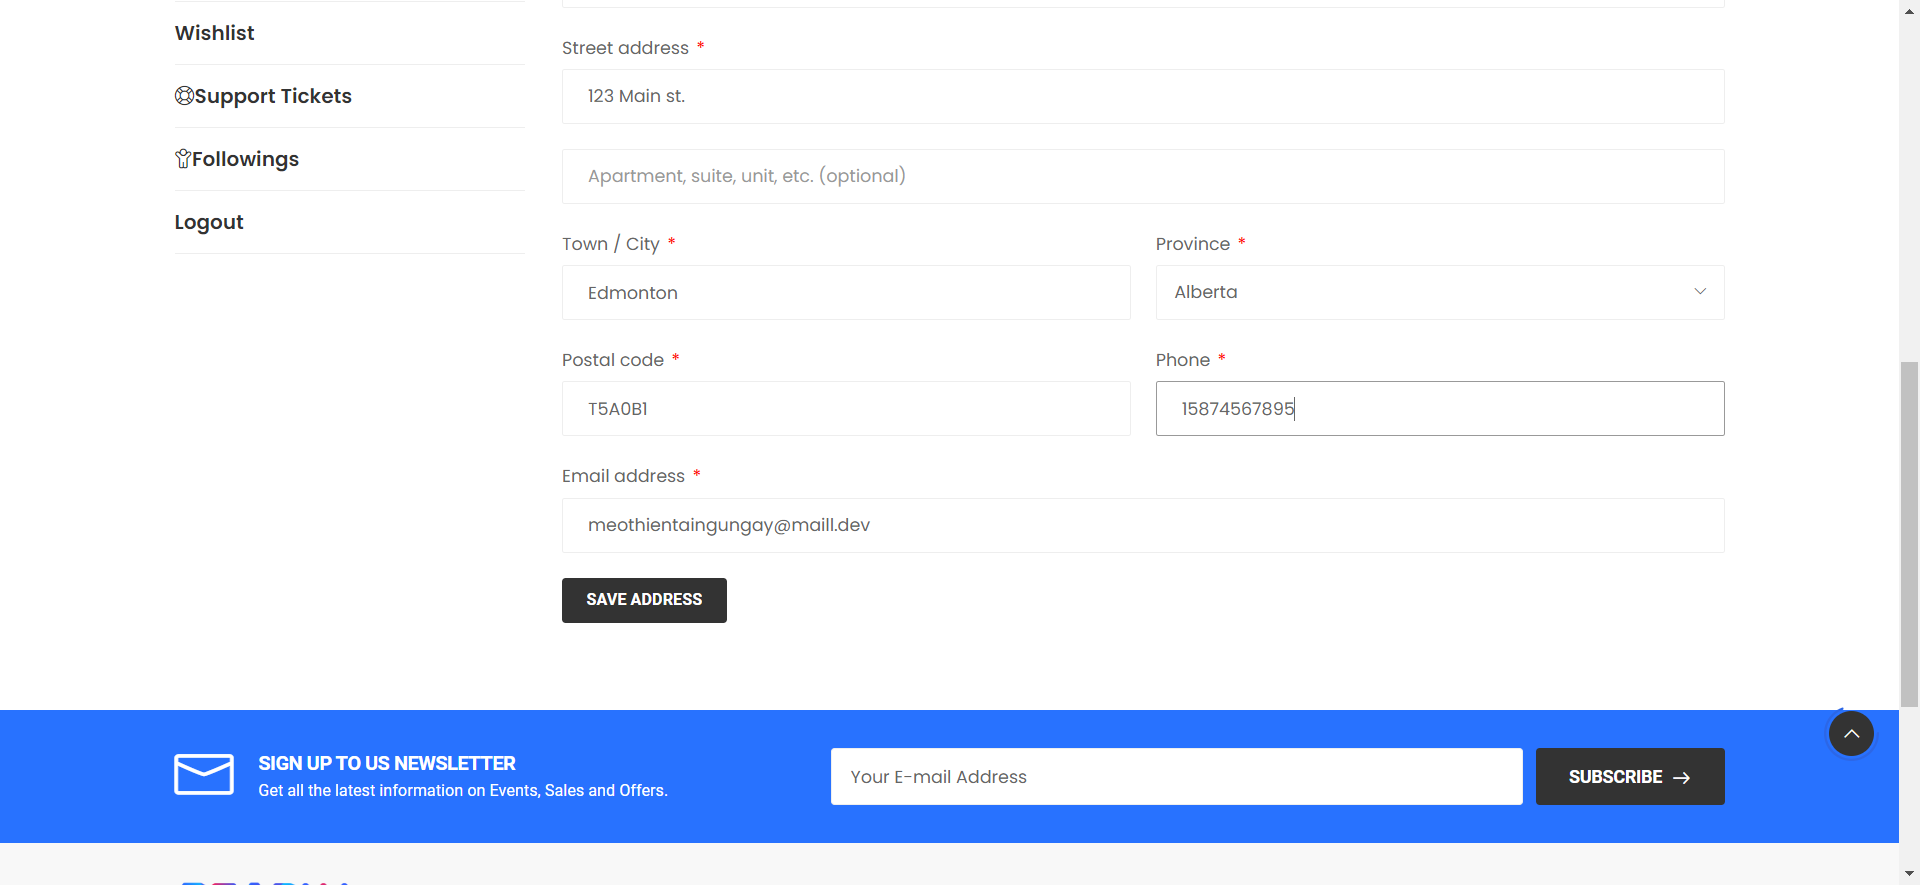 Wishlist
Support Tickets
Followings
Logout
Street address *
123 Main st.
Apartment, suite, unit, etc. (optional)
Town / City *
Province *
Edmonton
Alberta
Postal code *
Phone *
T5A0B1
15874567895
Email address *
meothientaingungay@maill.dev
SAVE ADDRESS
SIGN UP TO US NEWSLETTER
Get all the latest information on Events, Sales and Offers.
Your E-mail Address
SUBSCRIBE